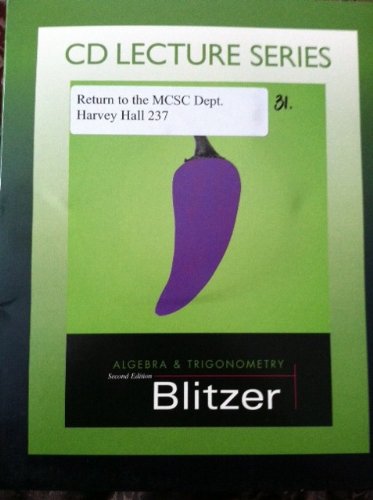 CD LECTURE SERIES
Return to the MCSC Dept.
Harvey Hall 237
31.
ALGEBRA & TRIGONOMETRY
Second Edition
Blitzer